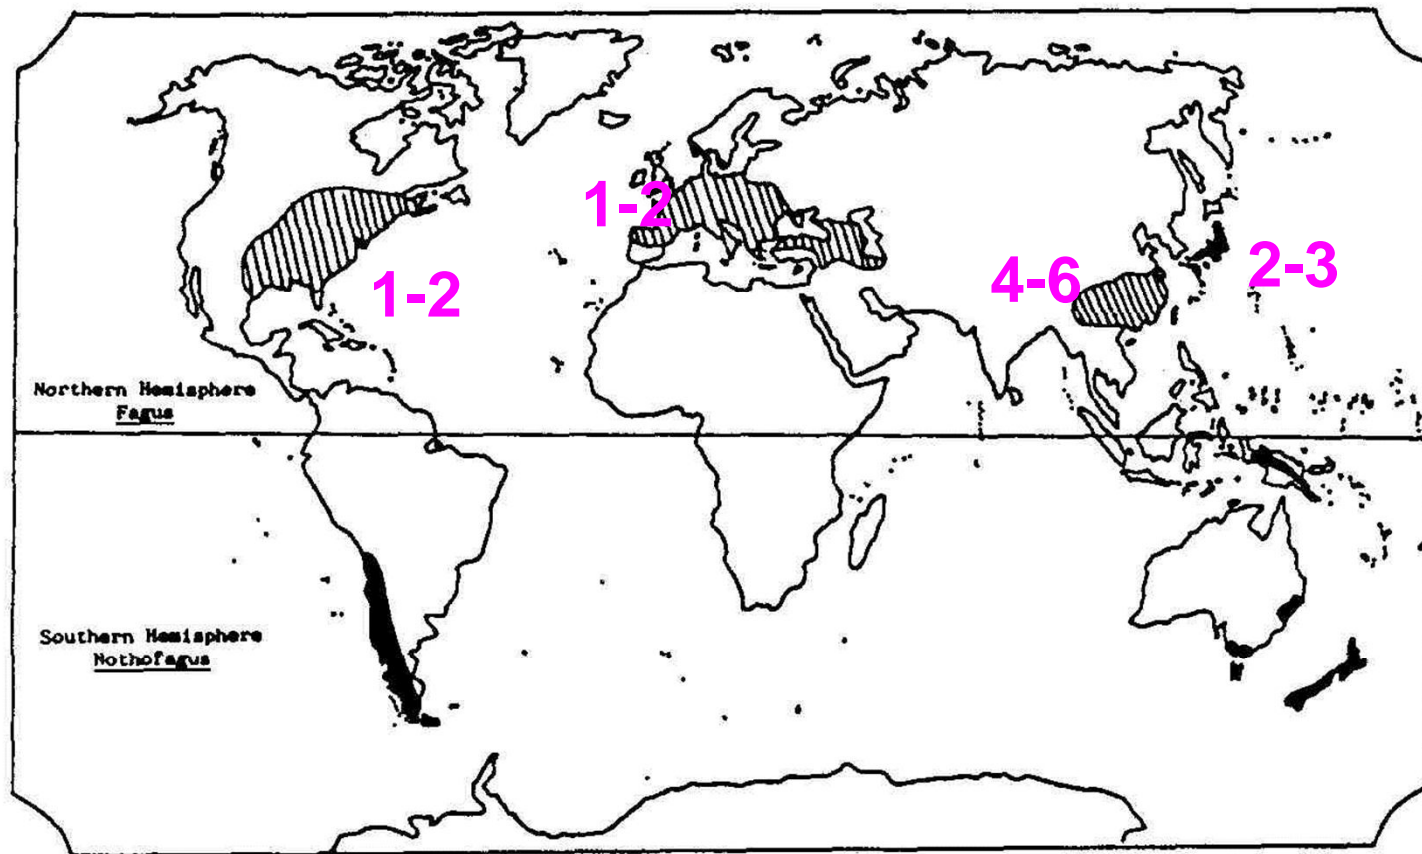 1-2
1-2
4-6
2-3
Northern Hemisphere
Fagus
Southern Hemisphere
Nothofagus